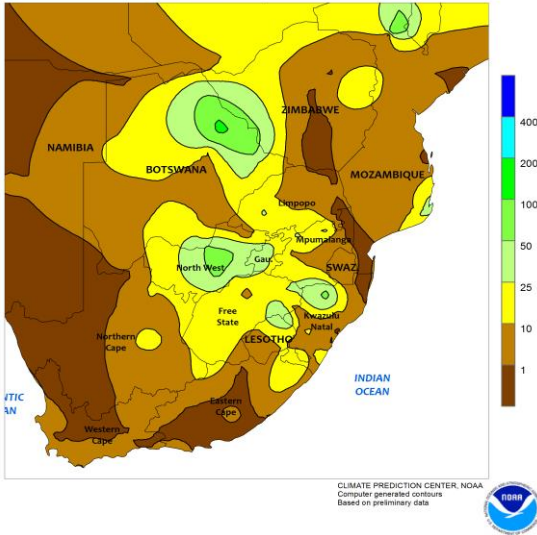 ZIMBABWE
NAMIBIA
BOTSWANA
MOZAMBIQUE
Limpopo
Mpumalanga
Gau.
North West
SWAZ.
Free
State
Kwazulu
Natal
Northern
Cape
LESOTHO
INDIAN
OCEAN
NTIC
AN
Eastern
Cape
Western
Cape
400
200
100
50
25
10
1
CLIMATE PREDICTION CENTER, NOAA
Computer generated contours
Based on preliminary data
NOAA